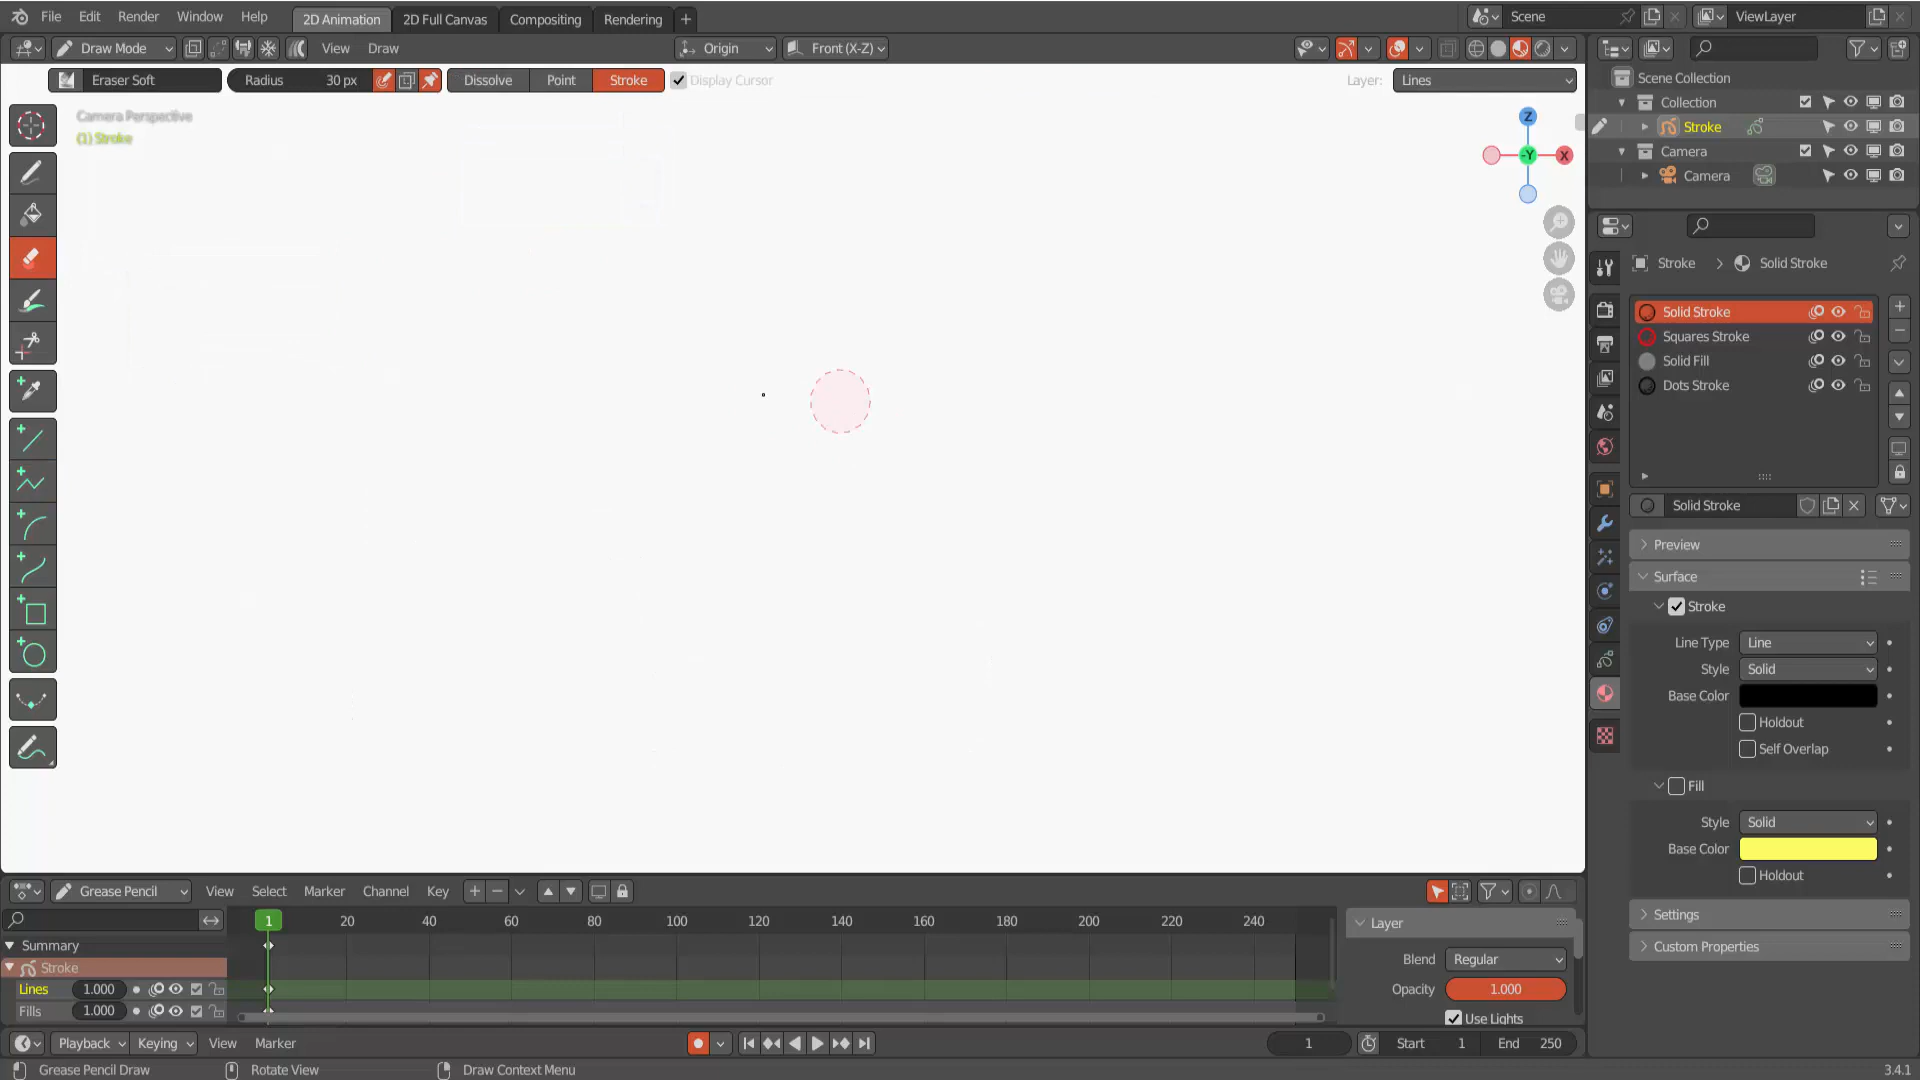 File Edit Render Window Help 2D Animation 2D Full Canvas Compositing Rendering + Scene ViewLayer
Draw Mode View Draw Origin Front (X-Z)
Eraser Soft Radius 30 px Dissolve Point Stroke Display Cursor Layer: Lines
Camera Perspective
(1) Stroke
Z
-Y
X
Scene Collection
Collection
Stroke
Camera
Camera
Stroke > Solid Stroke
Solid Stroke
Squares Stroke
Solid Fill
Dots Stroke
Solid Stroke
Preview
Surface
Stroke
Line Type Line
Style Solid
Base Color
Holdout
Self Overlap
Fill
Style Solid
Base Color
Holdout
Settings
Custom Properties
Grease Pencil View Select Marker Channel Key
1 20 40 60 80 100 120 140 160 180 200 220 240
Summary
Stroke
Lines 1.000
Fills 1.000
Layer
Blend Regular
Opacity 1.000
Use Lights
Playback Keying View Marker 1 Start 1 End 250
Grease Pencil Draw Rotate View Draw Context Menu 3.4.1